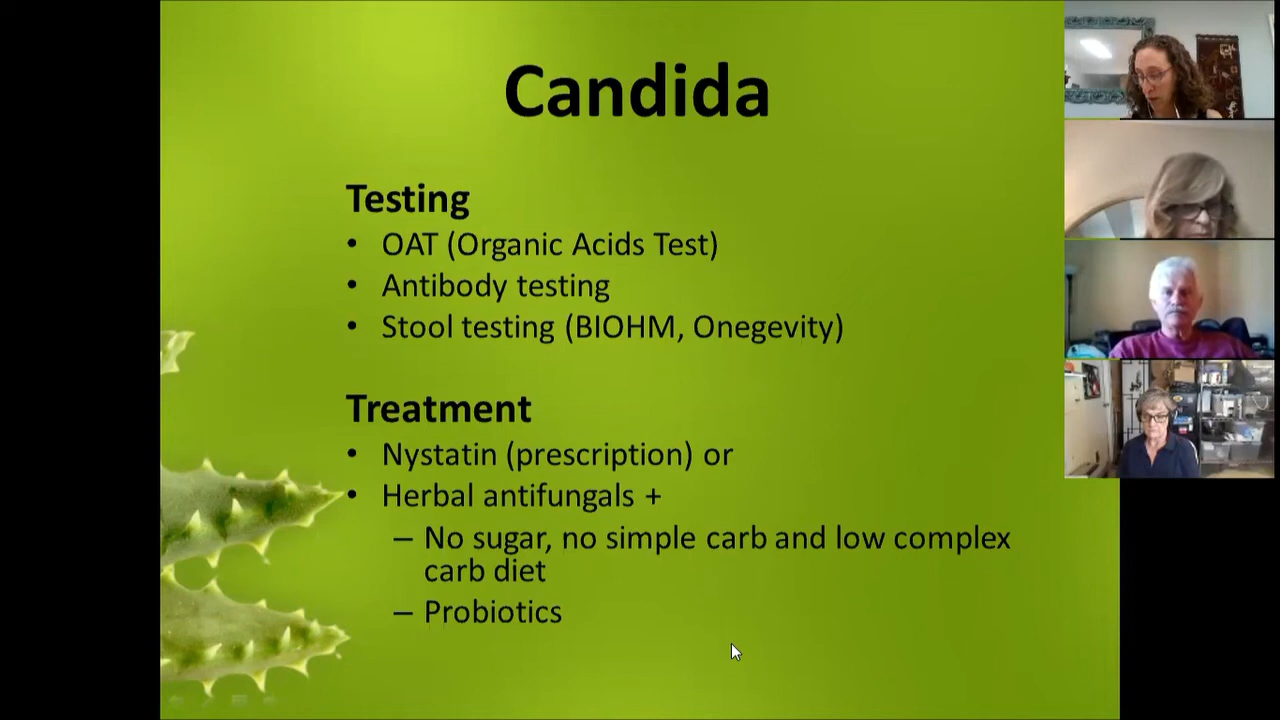 Candida
Testing
• OAT (Organic Acids Test)
• Antibody testing
• Stool testing (BIOHM, Onegevity)
Treatment
• Nystatin (prescription) or
• Herbal antifungals +
– No sugar, no simple carb and low complex
carb diet
– Probiotics